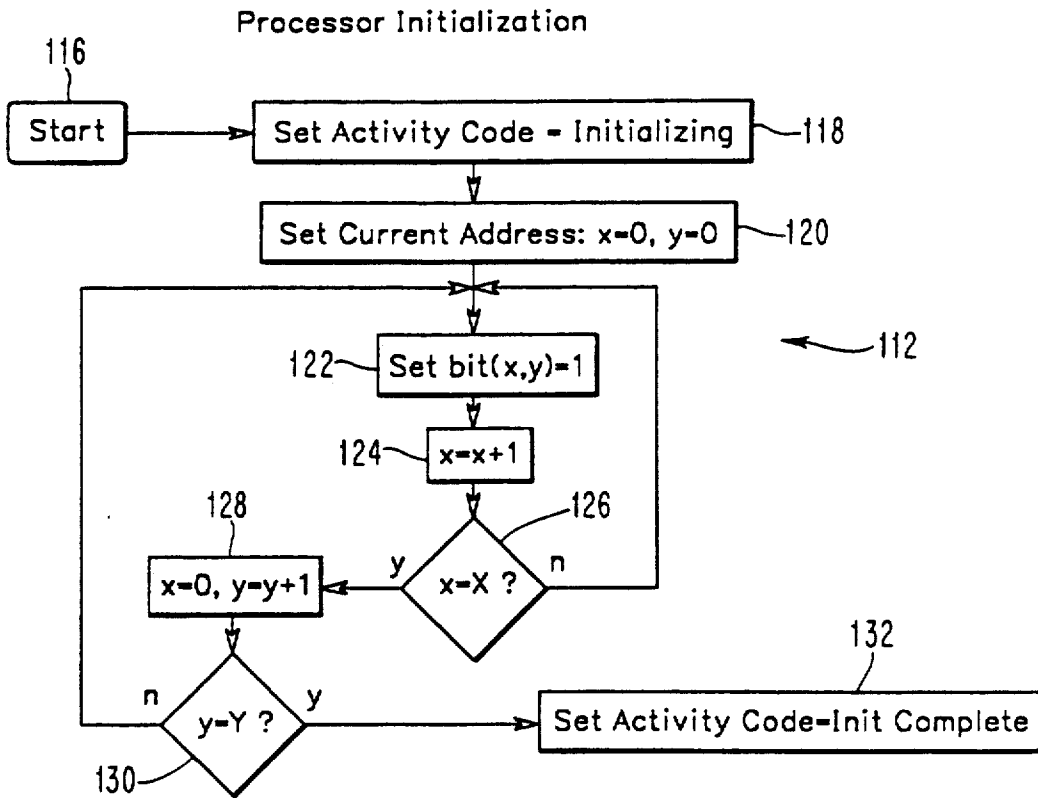 Processor Initialization
116
Start
Set Activity Code - Initializing
118
Set Current Address: x=0, y=0
120
112
122
Set bit(x,y)=1
124
x=x+1
126
128
x=0, y=y+1
y
x=X ?
n
132
n
y=Y ?
y
Set Activity Code=Init Complete
130